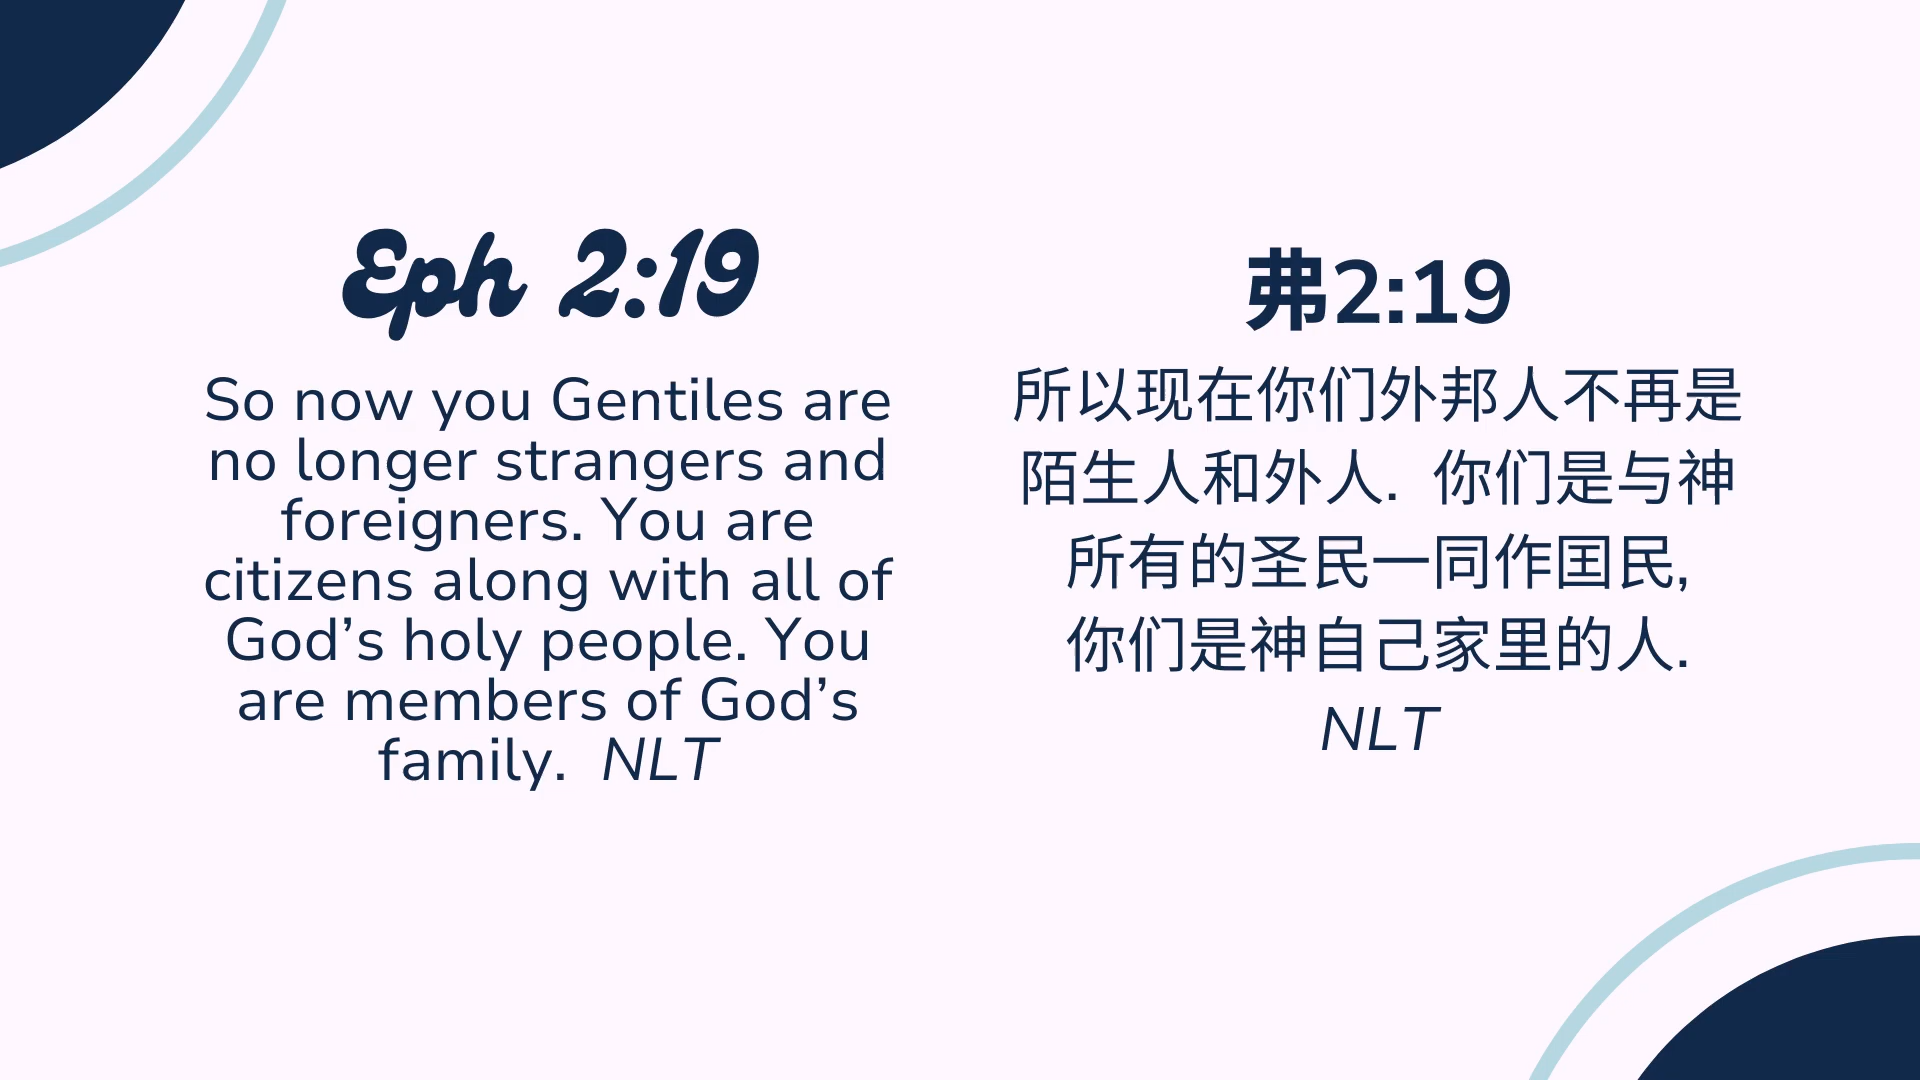 Eph 2:19
So now you Gentiles are
no longer strangers and
foreigners. You are
citizens along with all of
God’s holy people. You
are members of God’s
family.  NLT
弗2:19
所以现在你们外邦人不再是
陌生人和外人.  你们是与神
所有的圣民一同作囯民,
你们是神自己家里的人.
NLT